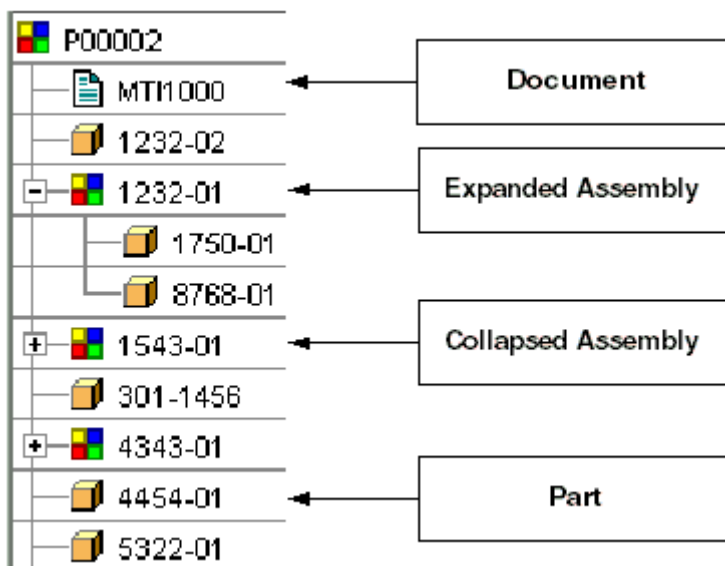 P00002
MTI1000
Document
1232-02
1232-01
Expanded Assembly
1750-01
8768-01
1543-01
Collapsed Assembly
301-1456
4343-01
4454-01
Part
5322-01